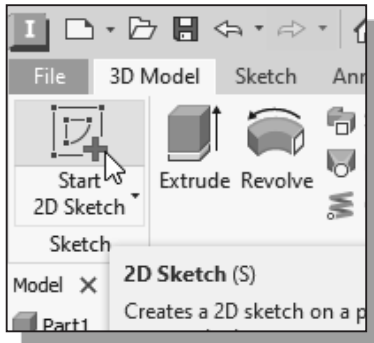 I
File 3D Model Sketch Ann
Start
2D Sketch
Extrude Revolve
Sketch
Model X
2D Sketch (S)
Creates a 2D sketch on a p
Part1